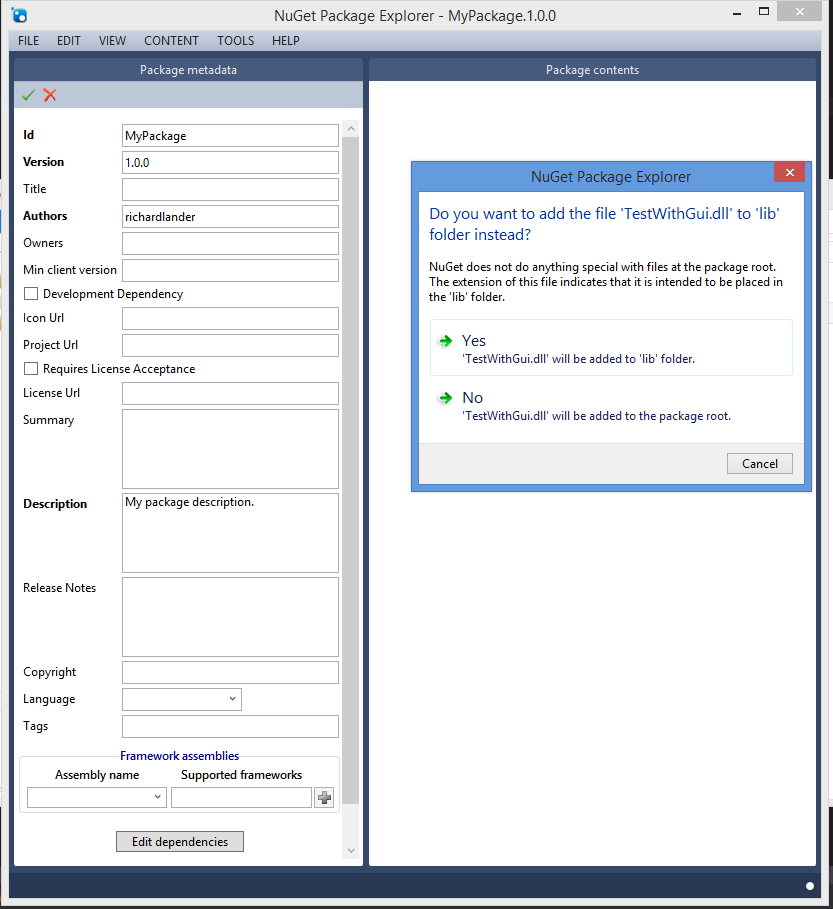 NuGet Package Explorer - MyPackage.1.0.0
FILE EDIT VIEW CONTENT TOOLS HELP
Package metadata
Id MyPackage
Version 1.0.0
Title
Authors richardlander
Owners
Min client version
Development Dependency
Icon Url
Project Url
Requires License Acceptance
License Url
Summary
Description My package description.
Release Notes
Copyright
Language
Tags
Framework assemblies
Assembly name Supported frameworks
Edit dependencies
Package contents
NuGet Package Explorer
Do you want to add the file 'TestWithGui.dll' to 'lib'
folder instead?
NuGet does not do anything special with files at the package root.
The extension of this file indicates that it is intended to be placed in
the 'lib' folder.
Yes
'TestWithGui.dll' will be added to 'lib' folder.
No
'TestWithGui.dll' will be added to the package root.
Cancel